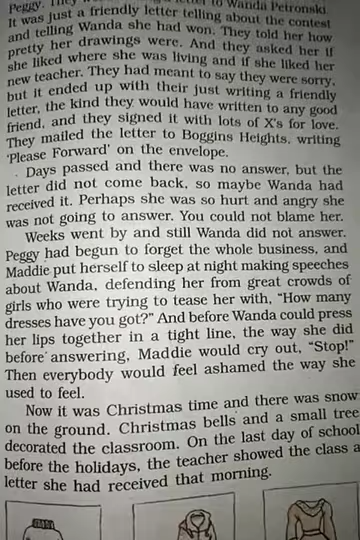 Peggy. They letter to Wanda Petronski.
It was just a friendly letter telling about the contest
and telling Wanda she had won. They told her how
pretty her drawings were. And they asked her if
she liked where she was living and if she liked her
new teacher. They had meant to say they were sorry,
but it ended up with their just writing a friendly
letter, the kind they would have written to any good
friend, and they signed it with lots of X's for love.
They mailed the letter to Boggins Heights, writing
'Please Forward' on the envelope.
Days passed and there was no answer, but the
letter did not come back, so maybe Wanda had
received it. Perhaps she was so hurt and angry she
was not going to answer. You could not blame her.
Weeks went by and still Wanda did not answer.
Peggy had begun to forget the whole business, and
Maddie put herself to sleep at night making speeches
about Wanda, defending her from great crowds of
girls who were trying to tease her with, “How many
dresses have you got?” And before Wanda could press
her lips together in a tight line, the way she did
before answering, Maddie would cry out, “Stop!”
Then everybody would feel ashamed the way she
used to feel.
Now it was Christmas time and there was snow
on the ground. Christmas bells and a small tree
decorated the classroom. On the last day of school
before the holidays, the teacher showed the class a
letter she had received that morning.